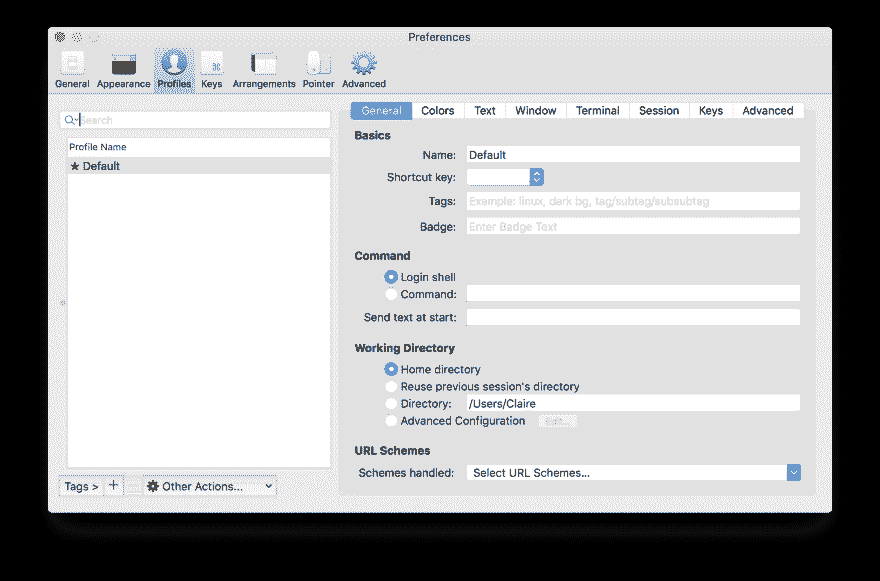 Preferences
General Appearance Profiles Keys Arrangements Pointer Advanced
Search
Profile Name
★ Default
Tags > + Other Actions...
General Colors Text Window Terminal Session Keys Advanced
Basics
Name: Default
Shortcut key:
Tags: Example: linux, dark bg, tag/subtag/subsubtag
Badge: Enter Badge Text
Command
Login shell
Command:
Send text at start:
Working Directory
Home directory
Reuse previous session's directory
Directory: /Users/Claire
Advanced Configuration
URL Schemes
Schemes handled: Select URL Schemes...